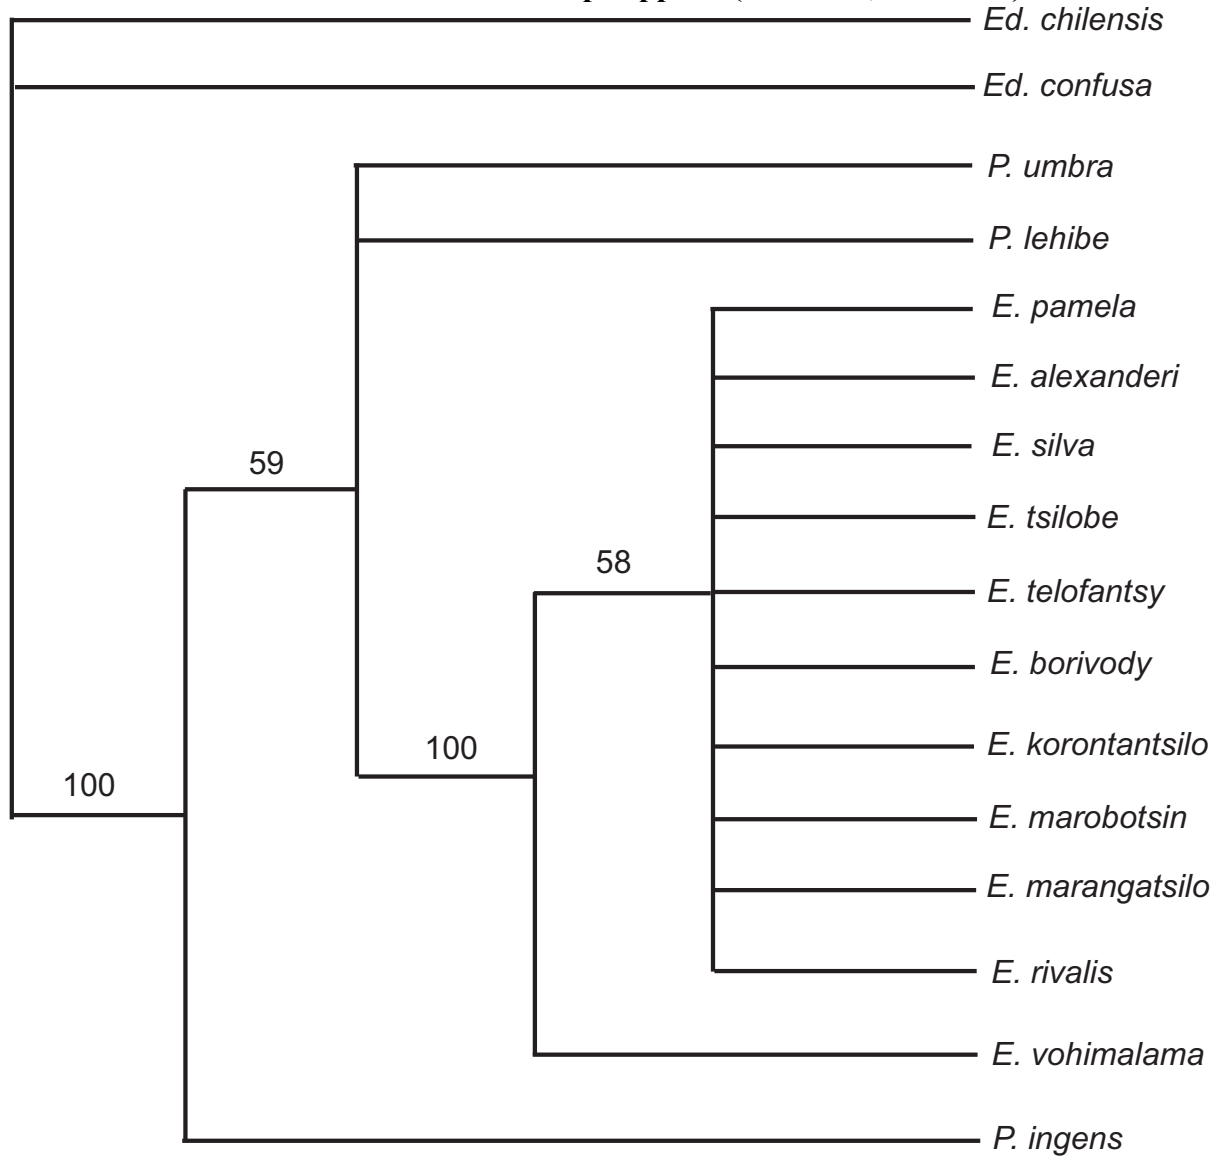 Ed. chilensis
Ed. confusa
P. umbra
P. lehibe
E. pamela
E. alexanderi
E. silva
59
E. tsilobe
58
E. telofantsy
E. borivody
100
E. korontantsilo
100
E. marobotsin
E. marangatsilo
E. rivalis
E. vohimalama
P. ingens